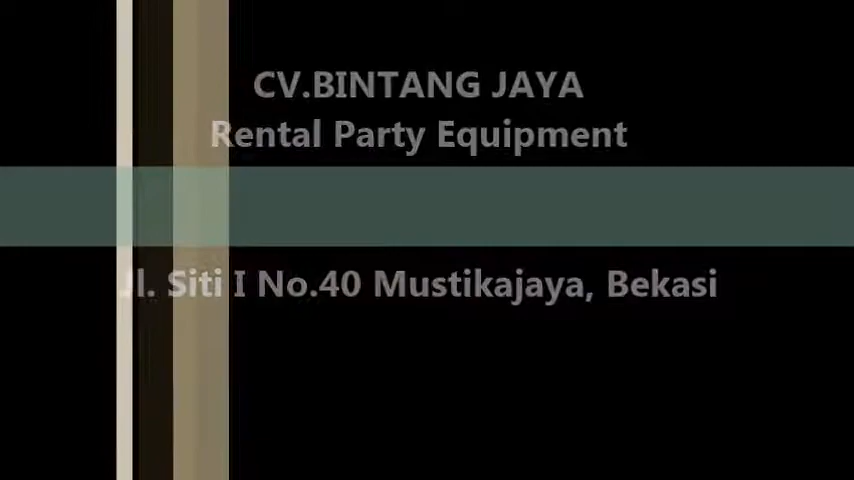 CV.BINTANG JAYA
Rental Party Equipment
Jl. Siti I No.40 Mustikajaya, Bekasi